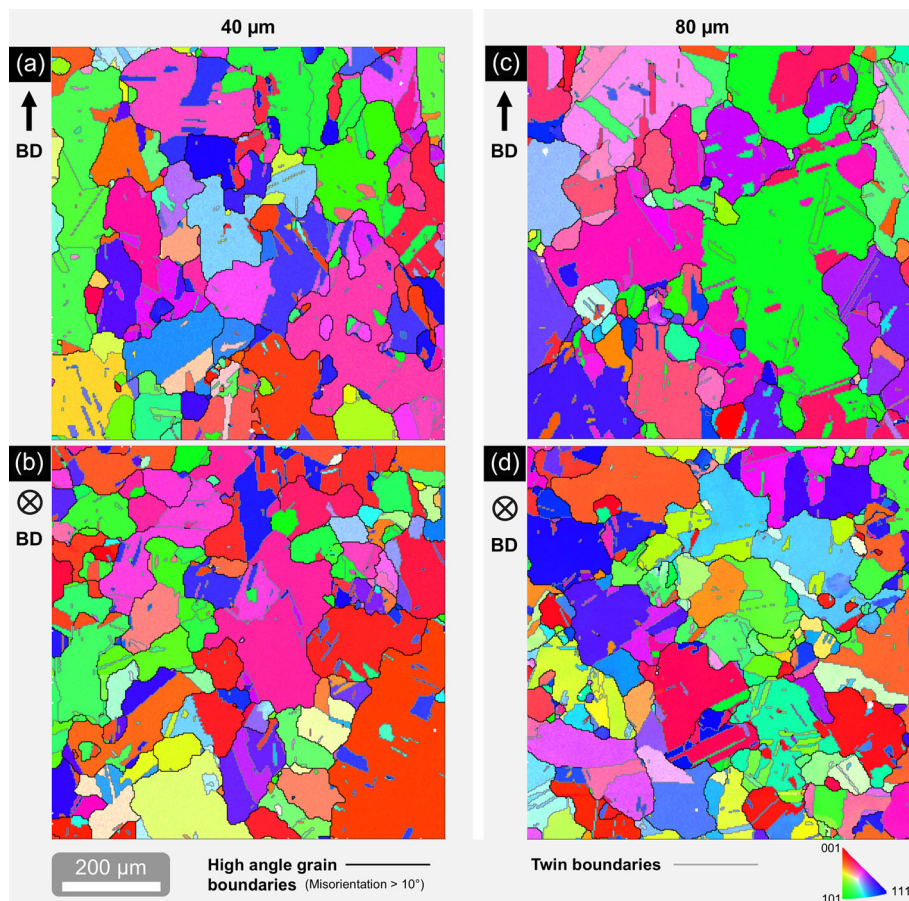 40 µm
80 µm
(a)
BD
(c)
BD
(b)
BD
(d)
BD
200 µm
High angle grain
boundaries (Misorientation > 10°)
Twin boundaries
001
101
111